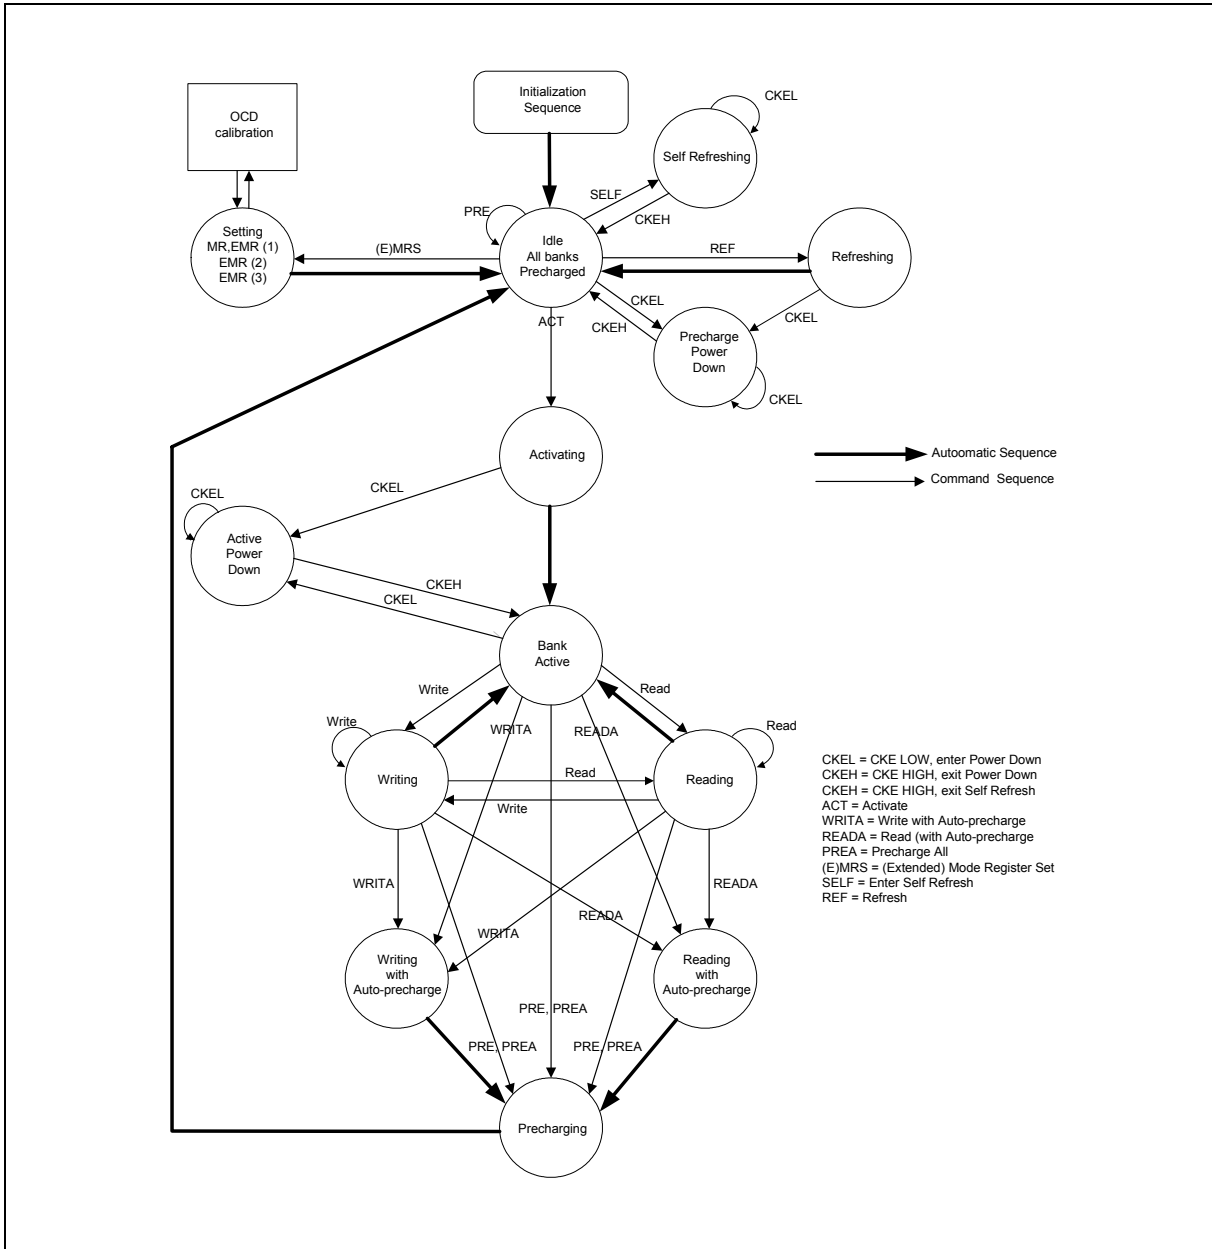 Initialization
Sequence
CKEL
OCD
calibration
Self Refreshing
SELF
PRE
CKEH
Setting
MR,EMR (1)
EMR (2)
EMR (3)
(E)MRS
Idle
All banks
Precharged
REF
Refreshing
CKEL
CKEH
CKEL
ACT
Precharge
Power
Down
CKEL
Activating
Autoomatic Sequence
Command Sequence
CKEL
CKEL
Active
Power
Down
CKEH
CKEL
Bank
Active
Write
Read
Write
WRITA
READA
Read
Writing
Read
Reading
Write
CKEL = CKE LOW, enter Power Down
CKEH = CKE HIGH, exit Power Down
CKEH = CKE HIGH, exit Self Refresh
ACT = Activate
WRITA = Write with Auto-precharge
READA = Read (with Auto-precharge
PREA = Precharge All
(E)MRS = (Extended) Mode Register Set
SELF = Enter Self Refresh
REF = Refresh
WRITA
READA
READA
WRITA
Writing
with
Auto-precharge
Reading
with
Auto-precharge
PRE, PREA
PRE, PREA
PRE, PREA
Precharging